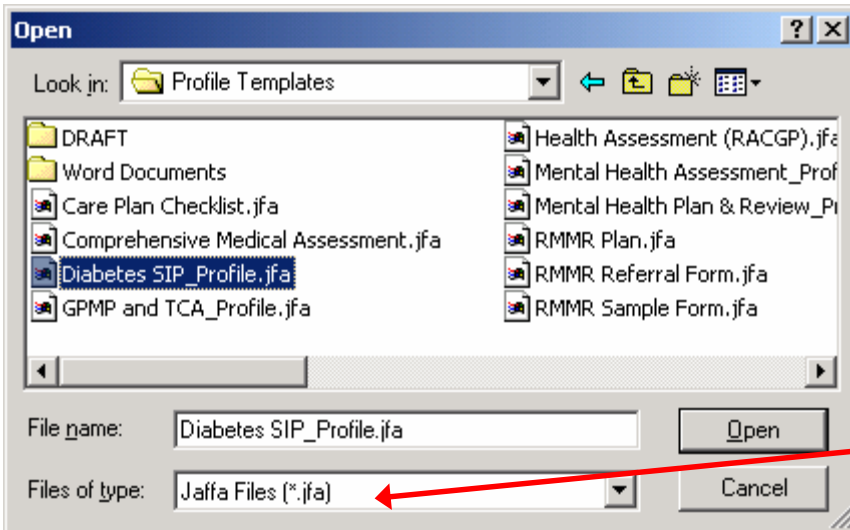 Open
Look in: Profile Templates
DRAFT
Word Documents
Care Plan Checklist.jfa
Comprehensive Medical Assessment.jfa
Diabetes SIP_Profile.jfa
GPMP and TCA_Profile.jfa
Health Assessment (RACGP).jfa
Mental Health Assessment_Prof
Mental Health Plan & Review_Pr
RMMR Plan.jfa
RMMR Referral Form.jfa
RMMR Sample Form.jfa
File name: Diabetes SIP_Profile.jfa Open
Files of type: Jaffa Files (*.jfa) Cancel